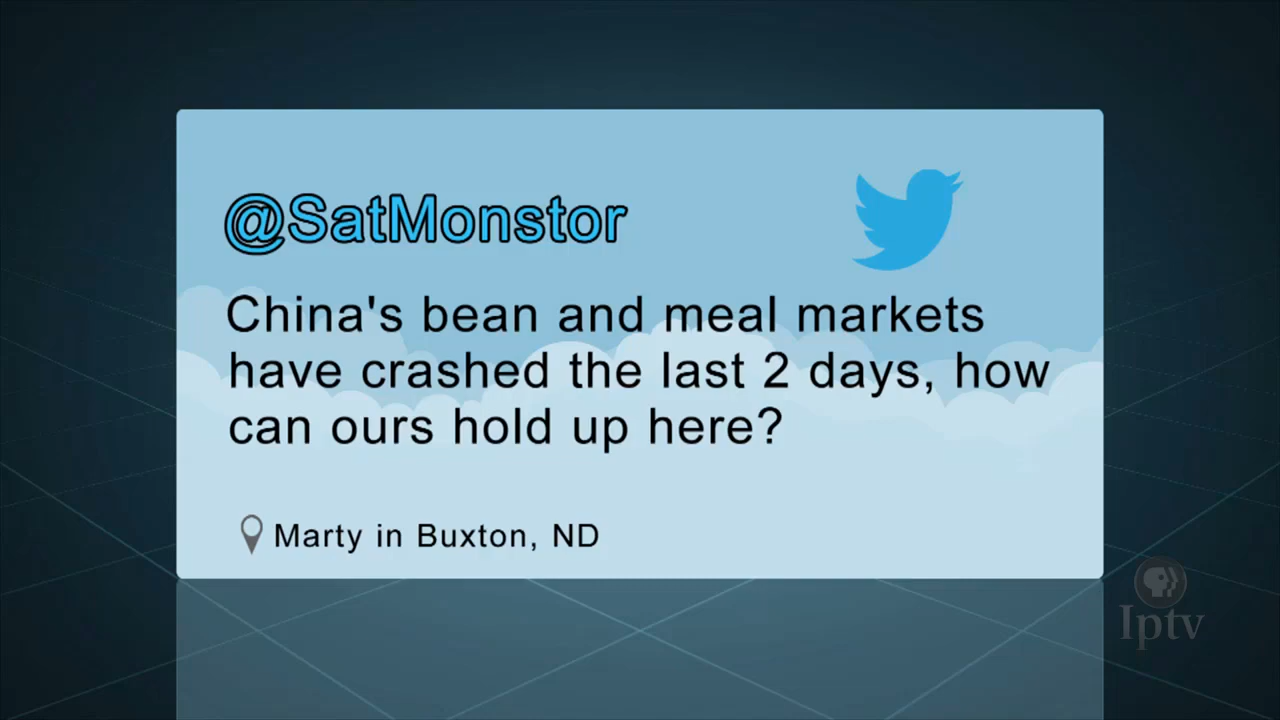 @SatMonstor
China's bean and meal markets
have crashed the last 2 days, how
can ours hold up here?
Marty in Buxton, ND
Iptv